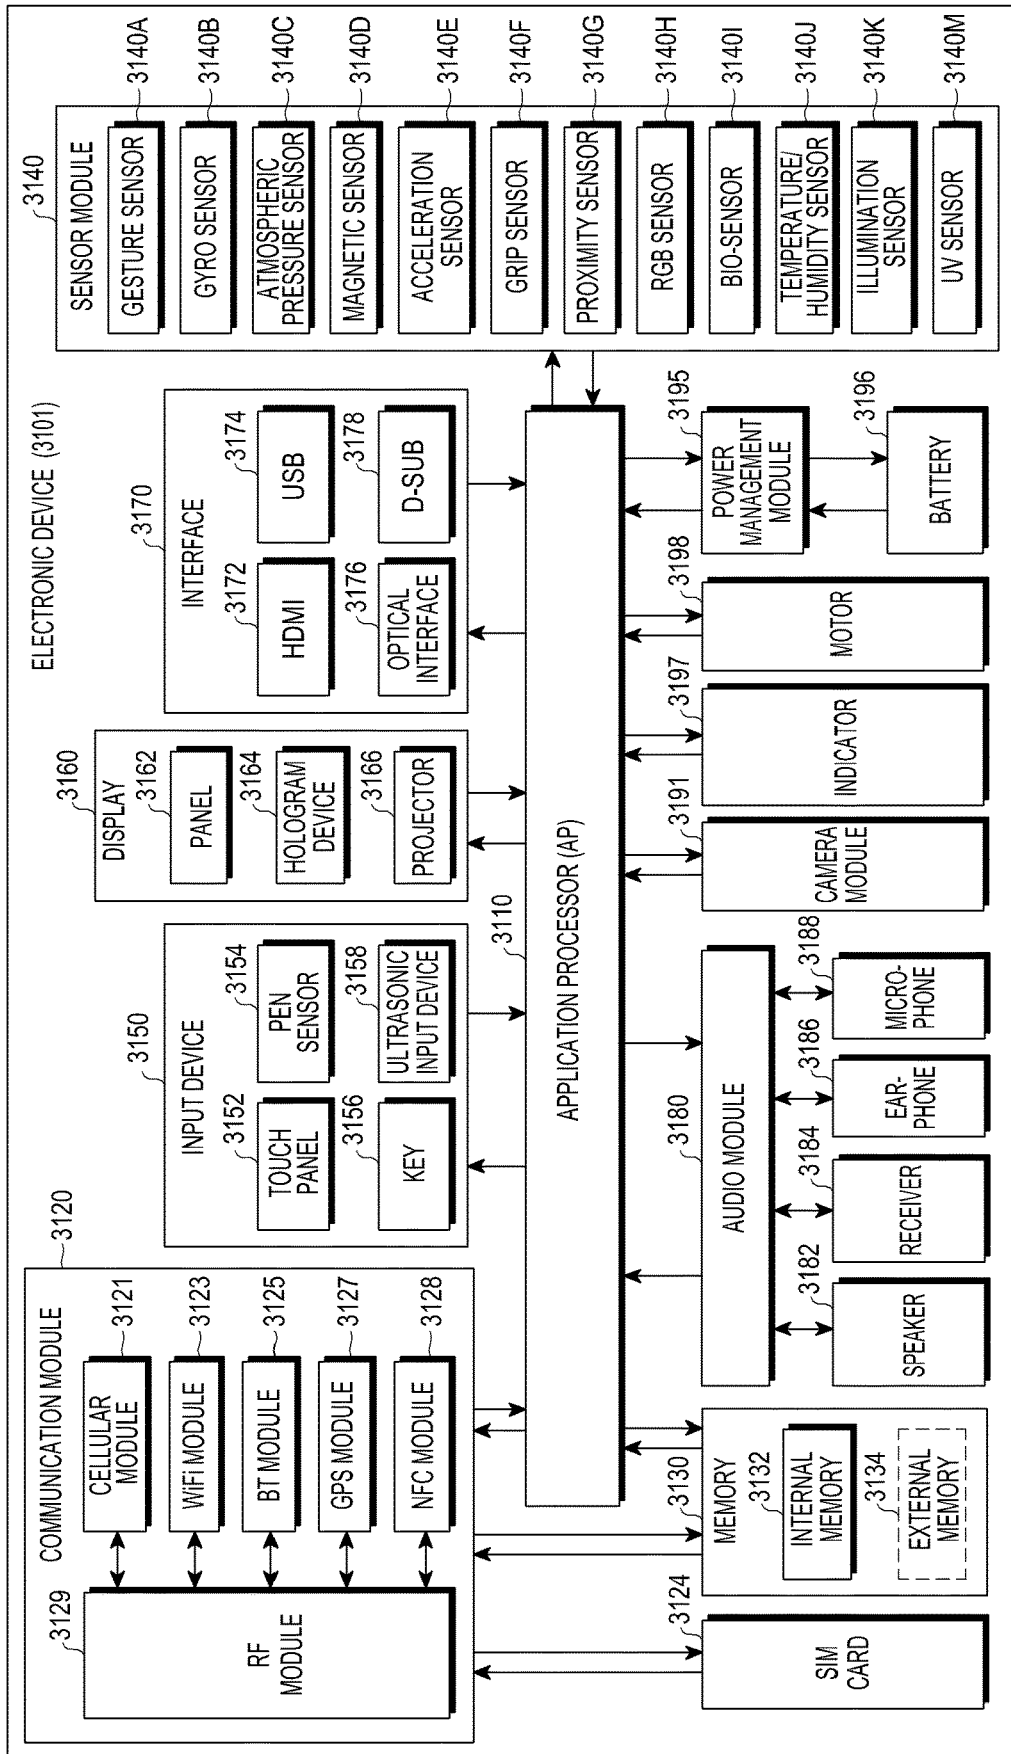 ELECTRONIC DEVICE (3101)
3120
COMMUNICATION MODULE
3129
RF
MODULE
CELLULAR
MODULE
3121
WiFi MODULE
3123
BT MODULE
3125
GPS MODULE
3127
NFC MODULE
3128
3150
INPUT DEVICE
3152
TOUCH
PANEL
3154
PEN
SENSOR
3156
KEY
3158
ULTRASONIC
INPUT DEVICE
3160
DISPLAY
3162
PANEL
3164
HOLOGRAM
DEVICE
3166
PROJECTOR
3170
INTERFACE
3172
HDMI
3174
USB
3176
OPTICAL
INTERFACE
3178
D-SUB
3140
SENSOR MODULE
GESTURE SENSOR
3140A
GYRO SENSOR
3140B
ATMOSPHERIC
PRESSURE SENSOR
3140C
MAGNETIC SENSOR
3140D
ACCELERATION
SENSOR
3140E
GRIP SENSOR
3140F
PROXIMITY SENSOR
3140G
RGB SENSOR
3140H
BIO-SENSOR
3140I
TEMPERATURE/
HUMIDITY SENSOR
3140J
ILLUMINATION
SENSOR
3140K
UV SENSOR
3140M
3110
APPLICATION PROCESSOR (AP)
3124
SIM
CARD
3130
MEMORY
3132
INTERNAL
MEMORY
3134
EXTERNAL
MEMORY
3180
AUDIO MODULE
3182
SPEAKER
3184
RECEIVER
3186
EAR-
PHONE
3188
MICRO-
PHONE
3191
CAMERA
MODULE
3197
INDICATOR
3198
MOTOR
3195
POWER
MANAGEMENT
MODULE
3196
BATTERY